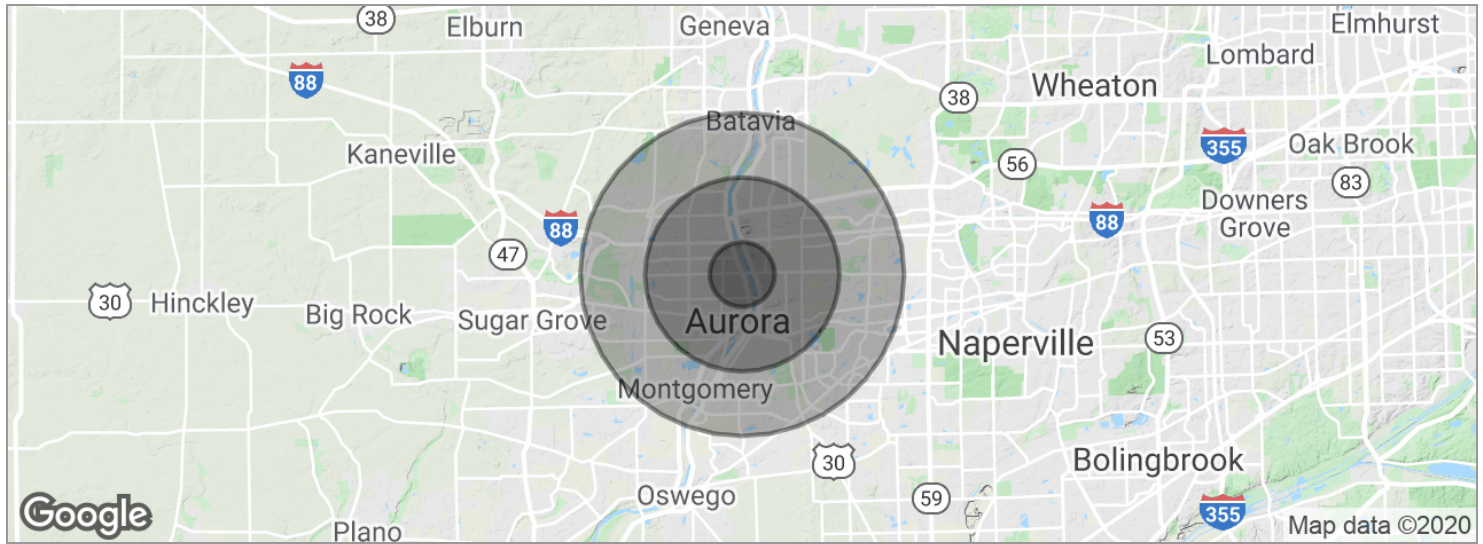 38
Elburn
Geneva
Elmhurst
Lombard
88
Wheaton
38
Batavia
355
Oak Brook
Kaneville
56
83
Downers
Grove
88
88
47
30
Hinckley
Big Rock
Sugar Grove
Aurora
Naperville
53
Montgomery
30
Bolingbrook
Oswego
59
355
Google
Plano
Map data ©2020